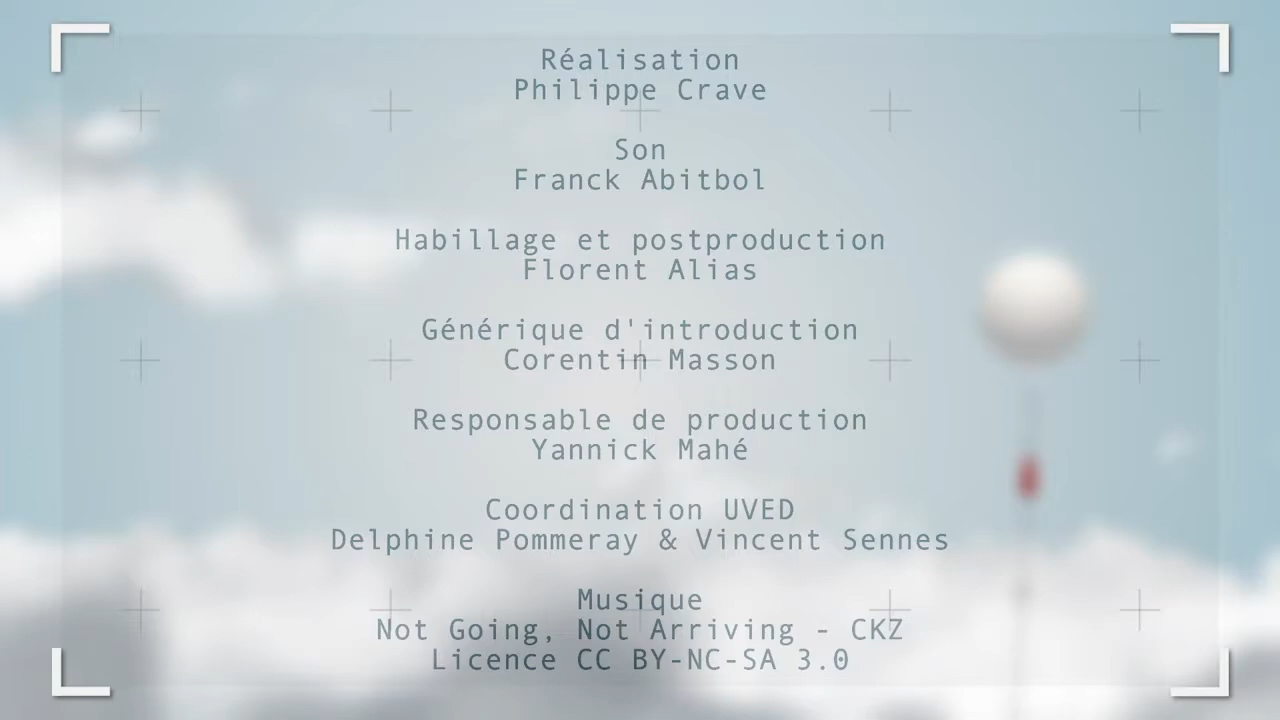 Réalisation
Philippe Crave
Son
Franck Abitbol
Habillage et postproduction
Florent Alias
Générique d'introduction
Corentin Masson
Responsable de production
Yannick Mahé
Coordination UVED
Delphine Pommeray & Vincent Sennes
Musique
Not Going, Not Arriving - CKZ
Licence CC BY-NC-SA 3.0